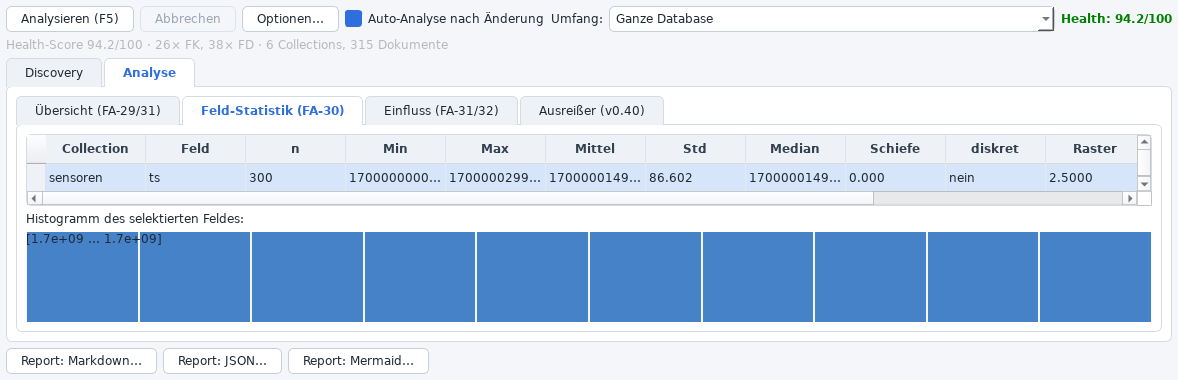 Analysieren (F5) Abbrechen Optionen... Auto-Analyse nach Änderung Umfang: Ganze Database Health: 94.2/100
Health-Score 94.2/100 · 26× FK, 38× FD · 6 Collections, 315 Dokumente
Discovery Analyse
Übersicht (FA-29/31) Feld-Statistik (FA-30) Einfluss (FA-31/32) Ausreißer (v0.40)
Collection Feld n Min Max Mittel Std Median Schiefe diskret Raster
sensoren ts 300 1700000000... 1700000299... 1700000149... 86.602 1700000149... 0.000 nein 2.5000
Histogramm des selektierten Feldes:
[1.7e+09 ... 1.7e+09]
Report: Markdown... Report: JSON... Report: Mermaid...